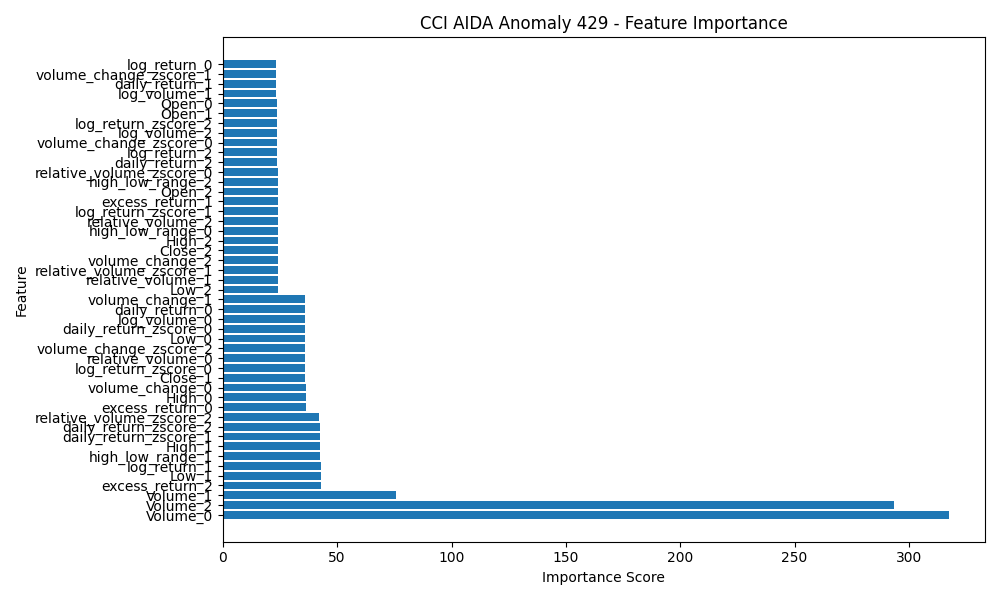 CCI AIDA Anomaly 429 - Feature Importance
log_return_0
volume_change_zscore_1
daily_return_1
log_volume_1
Open_0
Open_1
log_return_zscore_2
log_volume_2
volume_change_zscore_0
log_return_2
daily_return_2
relative_volume_zscore_0
high_low_range_2
Open_2
excess_return_1
log_return_zscore_1
relative_volume_2
high_low_range_0
High_2
Close_2
volume_change_2
relative_volume_zscore_1
relative_volume_1
Low_2
volume_change_1
daily_return_0
log_volume_0
daily_return_zscore_0
Low_0
volume_change_zscore_2
relative_volume_0
log_return_zscore_0
Close_1
volume_change_0
High_0
excess_return_0
relative_volume_zscore_2
daily_return_zscore_2
daily_return_zscore_1
High_1
high_low_range_1
log_return_1
Low_1
excess_return_2
Volume_1
Volume_2
Volume_0
Feature
0 50 100 150 200 250 300
Importance Score